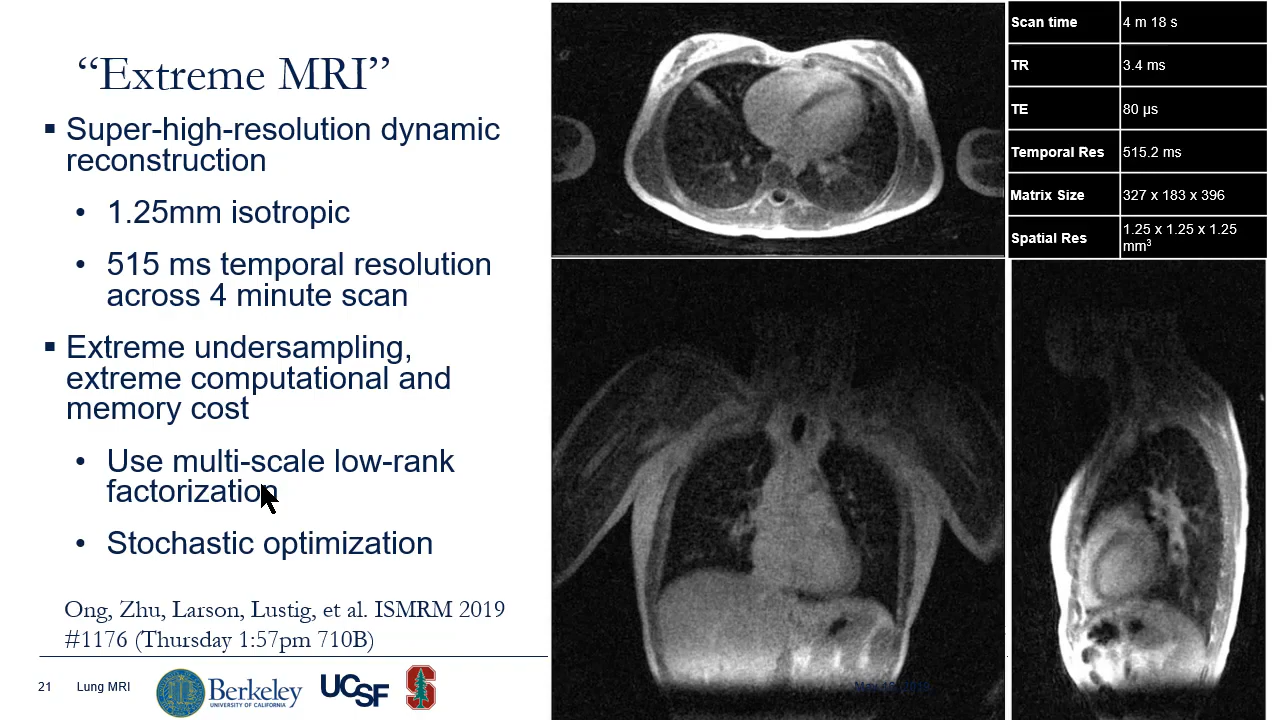 “Extreme MRI”
▪ Super-high-resolution dynamic
reconstruction
• 1.25mm isotropic
• 515 ms temporal resolution
across 4 minute scan
▪ Extreme undersampling,
extreme computational and
memory cost
• Use multi-scale low-rank
factorization
• Stochastic optimization
Ong, Zhu, Larson, Lustig, et al. ISMRM 2019
#1176 (Thursday 1:57pm 710B)
21 Lung MRI
Berkeley
UNIVERSITY OF CALIFORNIA
UCSF
Scan time 4 m 18 s
TR 3.4 ms
TE 80 µs
Temporal Res 515.2 ms
Matrix Size 327 x 183 x 396
Spatial Res 1.25 x 1.25 x 1.25
mm³